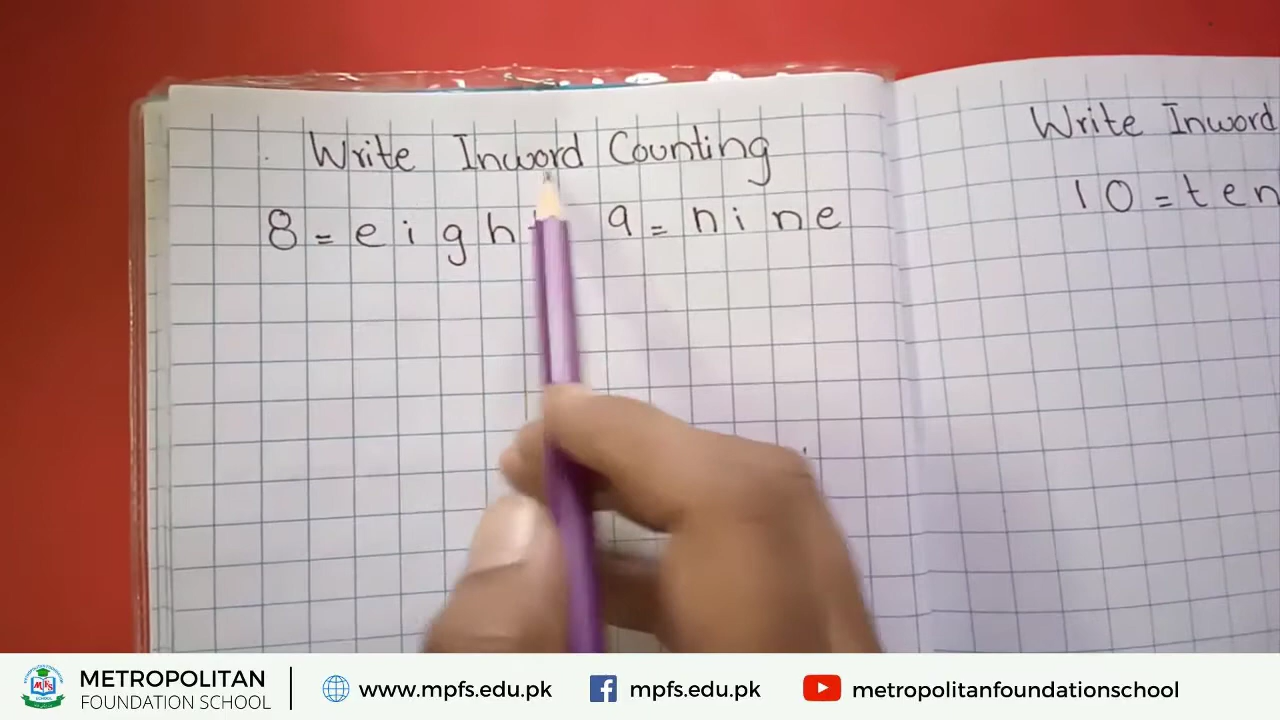 Write Inword Counting
8 = eight 9 = nine
Write Inword
10 = ten
METROPOLITAN
FOUNDATION SCHOOL
www.mpfs.edu.pk
mpfs.edu.pk
metropolitanfoundationschool
MFS